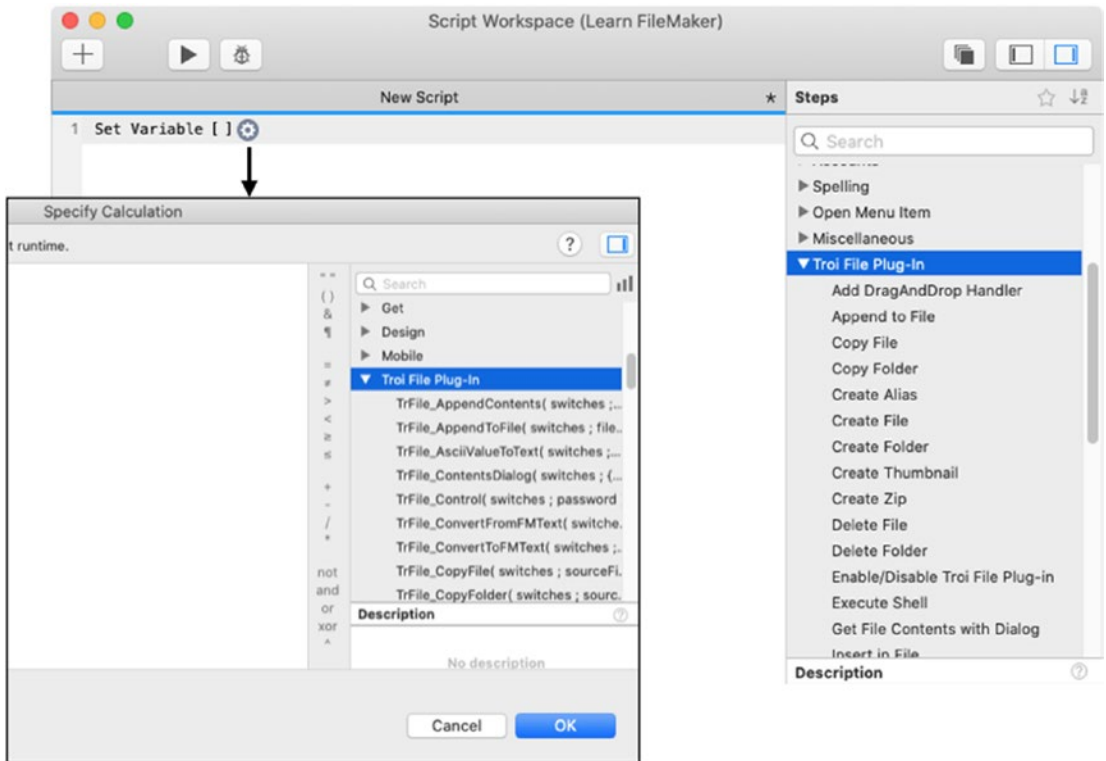 Script Workspace (Learn FileMaker)
New Script *
1 Set Variable [ ]
Steps
Search
Spelling
Open Menu Item
Miscellaneous
Troi File Plug-In
Add DragAndDrop Handler
Append to File
Copy File
Copy Folder
Create Alias
Create File
Create Folder
Create Thumbnail
Create Zip
Delete File
Delete Folder
Enable/Disable Troi File Plug-in
Execute Shell
Get File Contents with Dialog
Insert in File
Description
Specify Calculation
t runtime.
?
" "
( )
&
¶
=
≠
>
<
≥
≤
+
-
/
*
not
and
or
xor
^
Search
Get
Design
Mobile
Troi File Plug-In
TrFile_AppendContents( switches ;...
TrFile_AppendToFile( switches ; file..
TrFile_AsciiValueToText( switches ;...
TrFile_ContentsDialog( switches ; (...
TrFile_Control( switches ; password
TrFile_ConvertFromFMText( switche.
TrFile_ConvertToFMText( switches ;.
TrFile_CopyFile( switches ; sourceFi.
TrFile_CopyFolder( switches ; sourc.
Description
No description
Cancel
OK